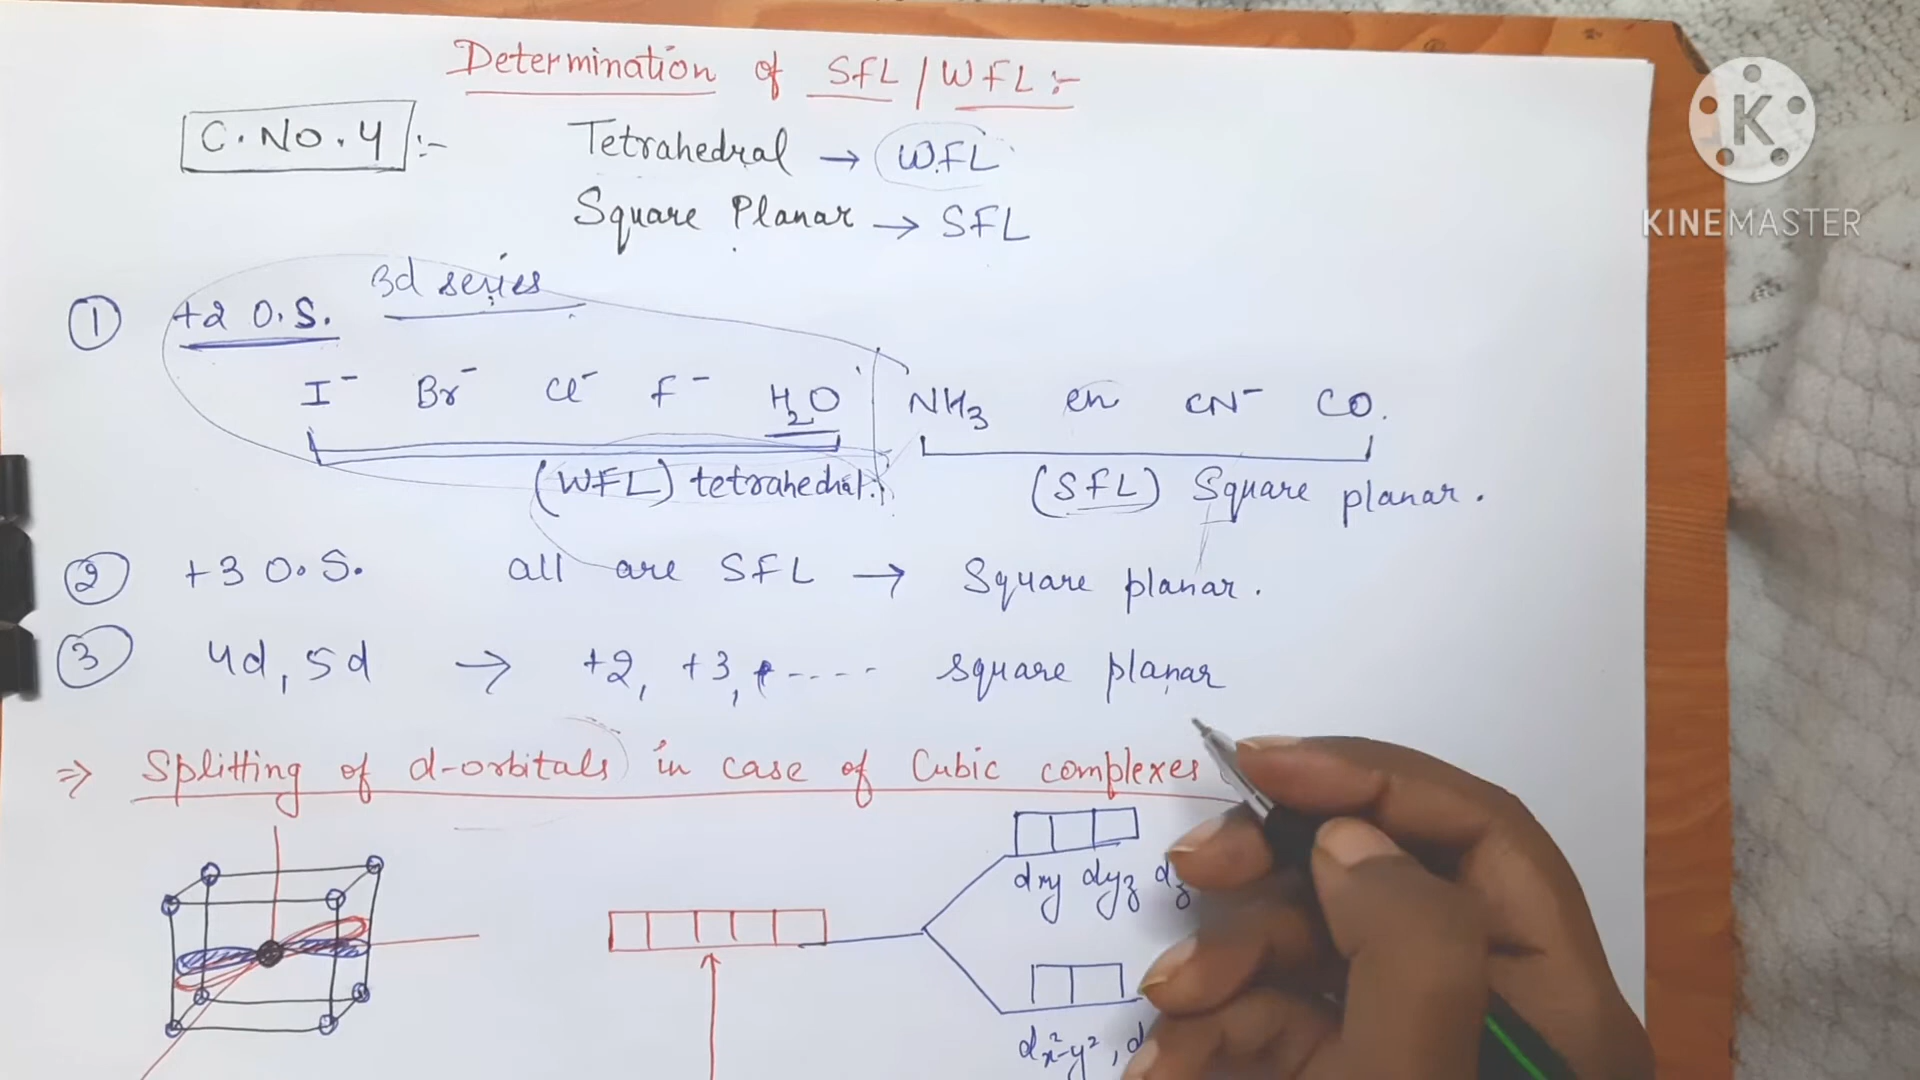 Determination of SFL / WFL :-
C. No. 4 :- Tetrahedral → W.FL
Square Planar → SFL
① +2 O.S. 3d series
I⁻ Br⁻ Cl⁻ F⁻ H₂O NH₃ en CN⁻ CO.
(WFL) tetrahedral. (SFL) Square planar.
② +3 O.S. all are SFL → Square planar.
③ 4d, 5d → +2, +3, ---- square planar
⇒ Splitting of d-orbitals in case of Cubic complexes
dxy dyz
dx²-y²,
K
KINEMASTER